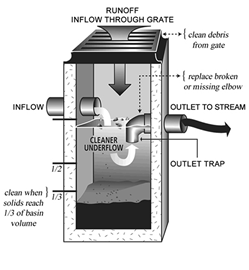 RUNOFF
INFLOW THROUGH GRATE
clean debris
from gate
replace broken
or missing elbow
INFLOW
OUTLET TO STREAM
CLEANER
UNDERFLOW
OUTLET TRAP
1/2
clean when
solids reach
1/3 of basin
volume
1/3